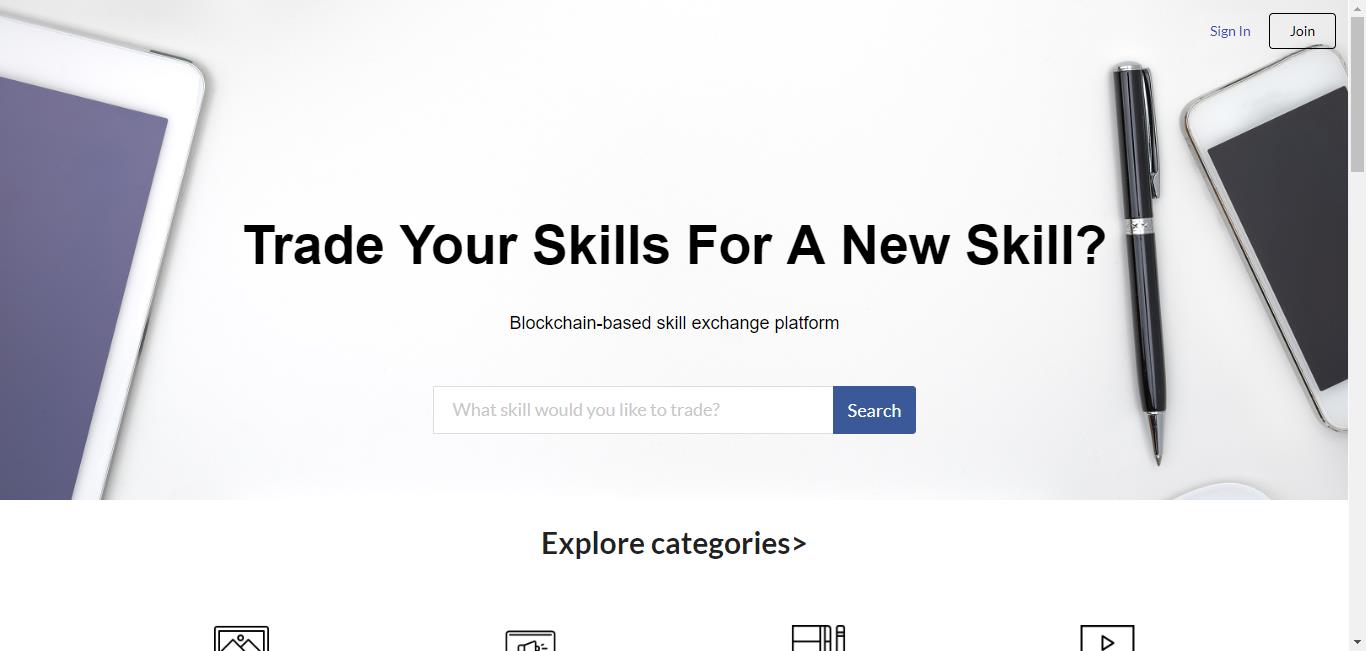 Sign In
Join
Trade Your Skills For A New Skill?
Blockchain-based skill exchange platform
What skill would you like to trade?
Search
Explore categories>